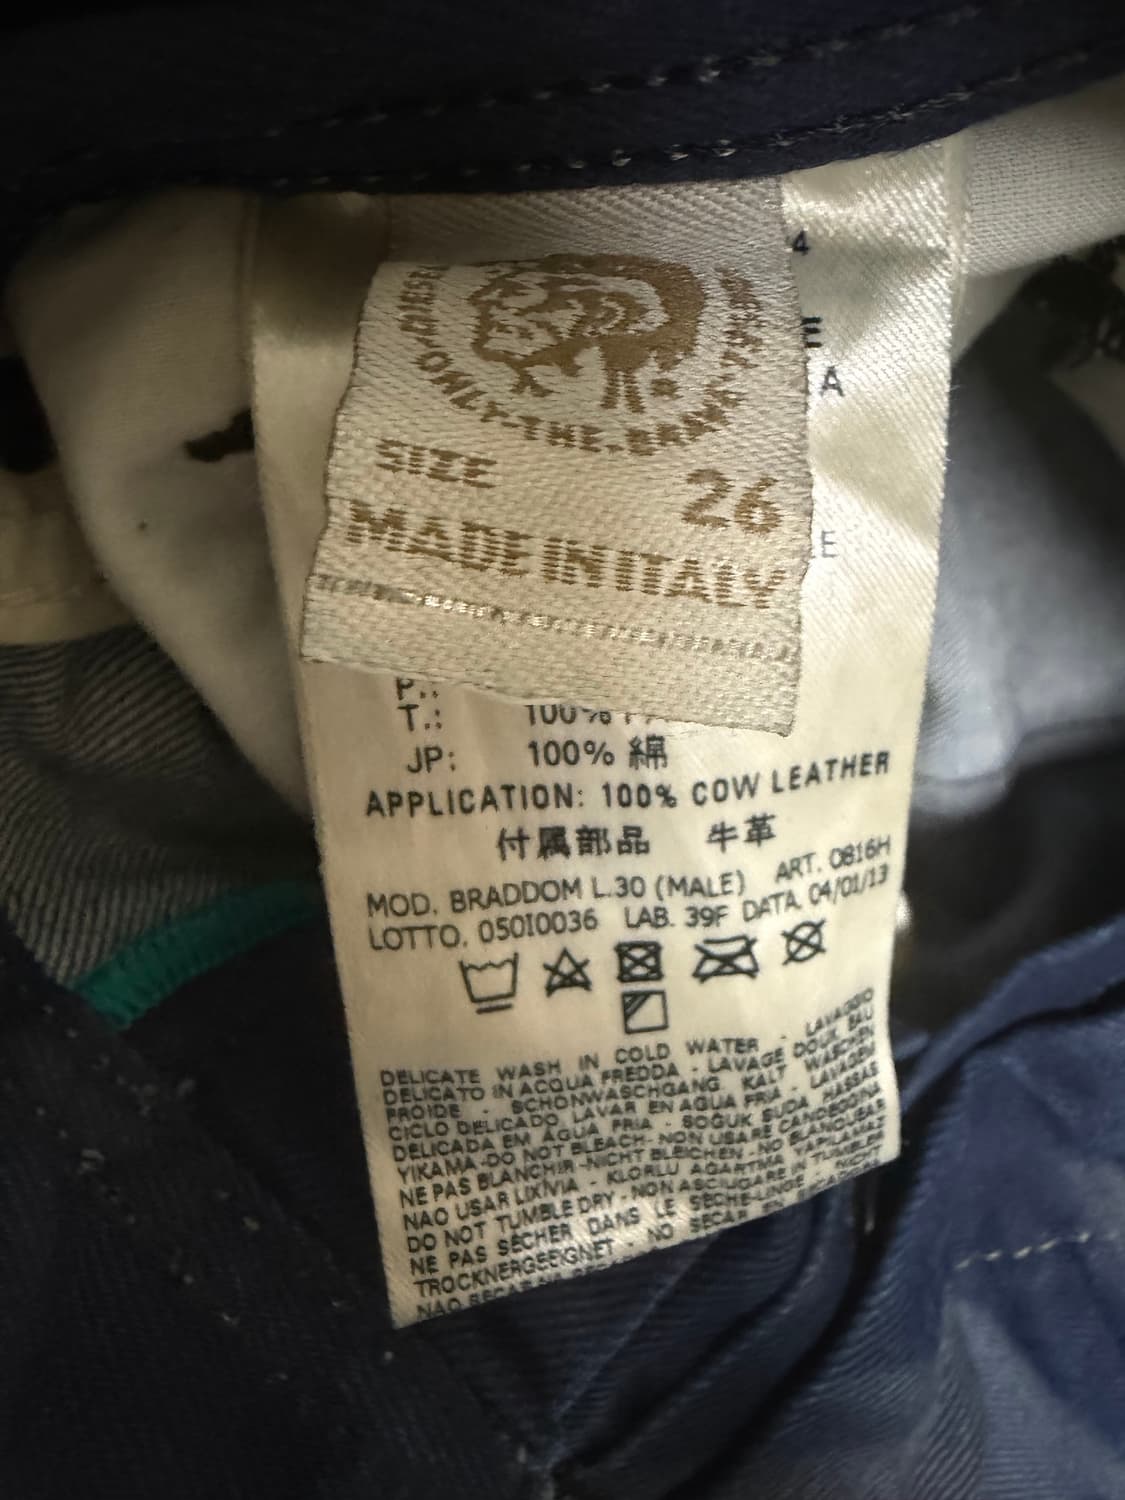 ONLY·THE·BRAVE
SIZE 26
MADE IN ITALY
4
E
A
E
P.:
T.: 100%
JP: 100% 綿
APPLICATION: 100% COW LEATHER
付属部品 牛革
MOD. BRADDOM L.30 (MALE) ART. 0816H
LOTTO. 05010036 LAB. 39F DATA. 04/01/13
DELICATE WASH IN COLD WATER - LAVAGGIO
DELICATO IN ACQUA FREDDA - LAVAGE DOUX, EAU
FROIDE - SCHONWASCHGANG, KALT WASCHEN
CICLO DELICADO, LAVAR EN AGUA FRIA - LAVAGEM
DELICADA EM AGUA FRIA - SOGUK SUDA HASSAS
YIKAMA-DO NOT BLEACH-NON USARE CANDEGGINA
NE PAS BLANCHIR-NICHT BLEICHEN-NO BLANQUEAR
NAO USAR LIXIVIA - KLORLU AGARTMA YAPILAMAZ
DO NOT TUMBLE DRY - NON ASCIUGARE IN TUMBLER
NE PAS SECHER DANS LE SECHE-LINGE - NICHT
TROCKNERGEEIGNET - NO SECAR EN
NAO SECAR NA